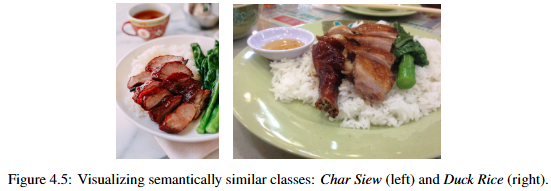 Figure 4.5: Visualizing semantically similar classes: Char Siew (left) and Duck Rice (right).